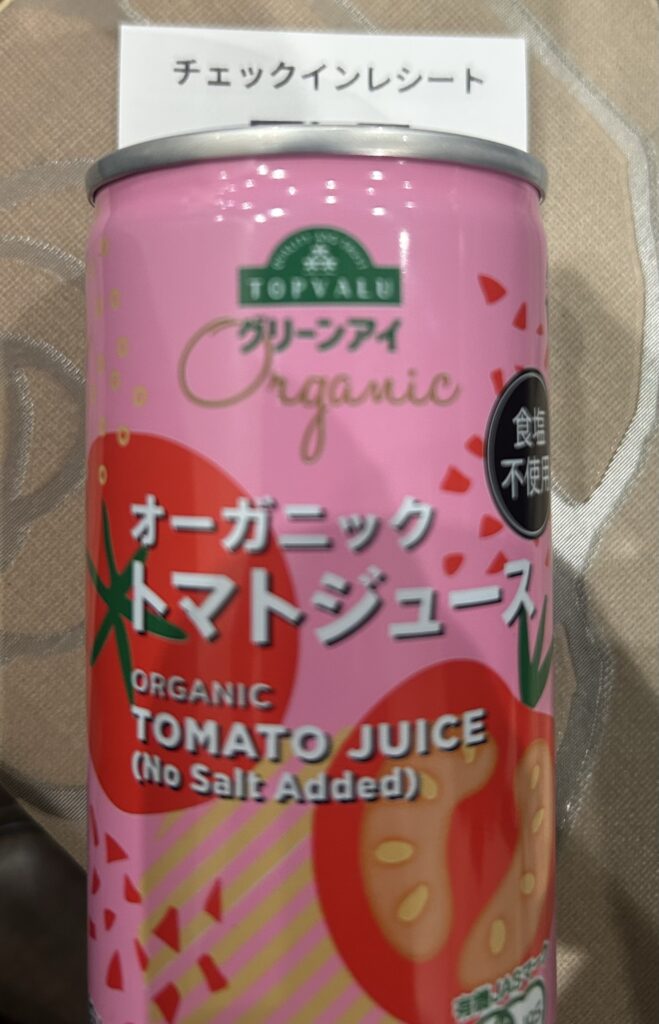 チェックインレシート
TOPVALU
グリーンアイ
Organic
食塩
不使用
オーガニック
トマトジュース
ORGANIC
TOMATO JUICE
(No Salt Added)
有機JASマーク
JAS